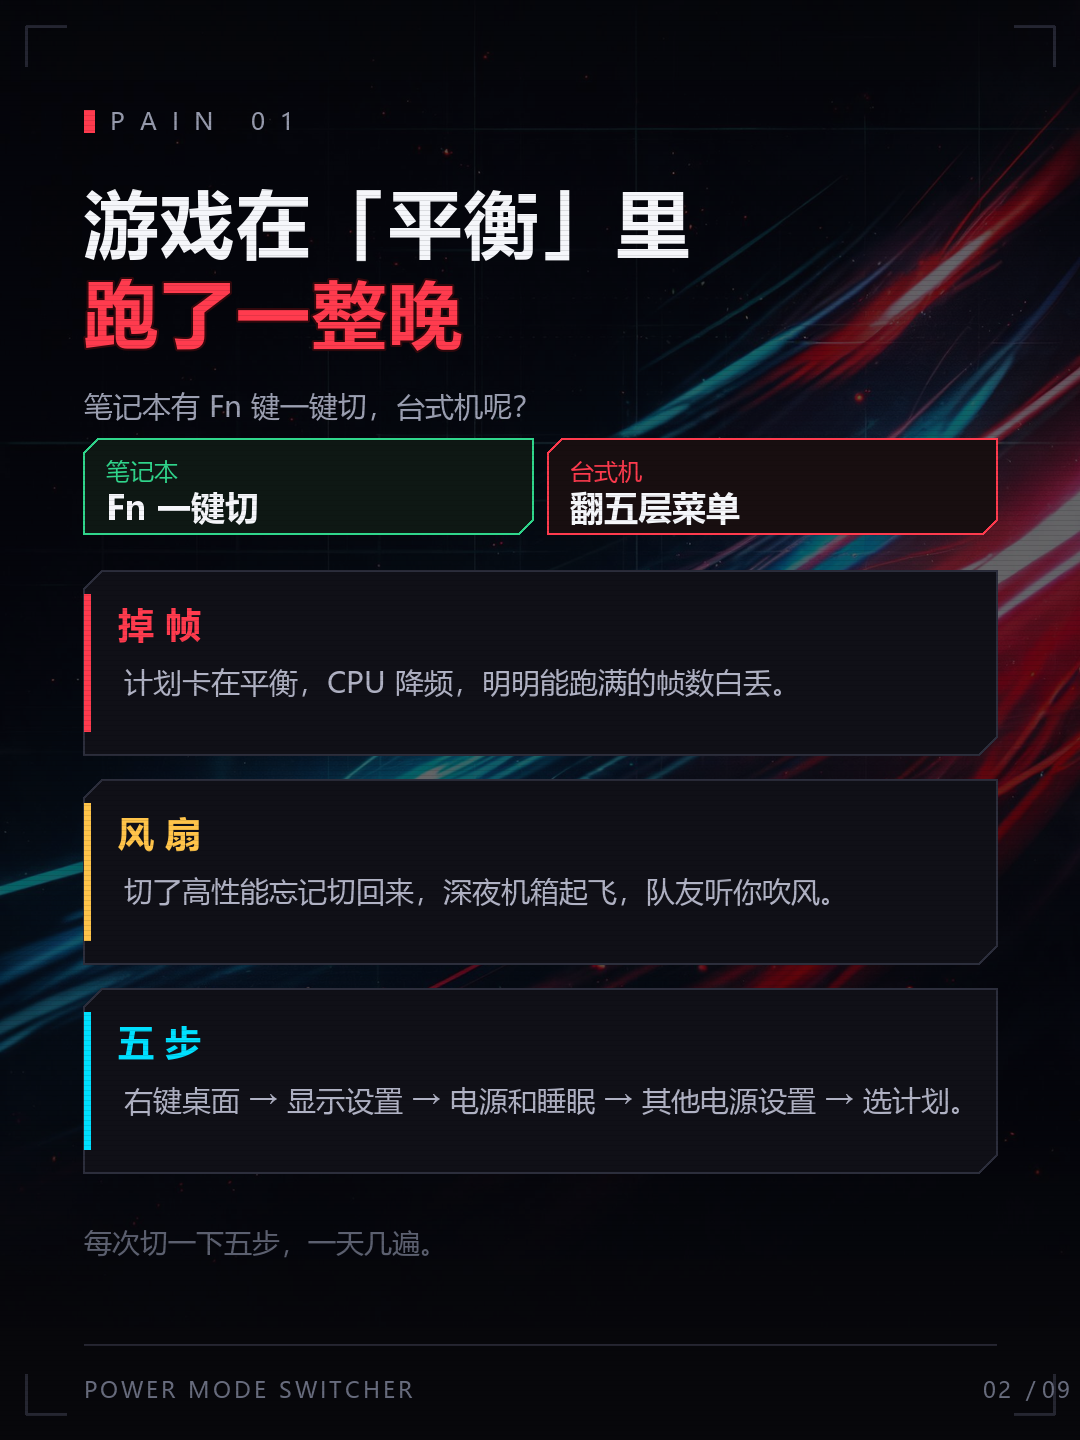 PAIN 01
游戏在「平衡」里
跑了一整晚
笔记本有 Fn 键一键切，台式机呢？
笔记本
Fn 一键切
台式机
翻五层菜单
掉帧
计划卡在平衡，CPU 降频，明明能跑满的帧数白丢。
风扇
切了高性能忘记切回来，深夜机箱起飞，队友听你吹风。
五步
右键桌面 → 显示设置 → 电源和睡眠 → 其他电源设置 → 选计划。
每次切一下五步，一天几遍。
POWER MODE SWITCHER
02 / 09